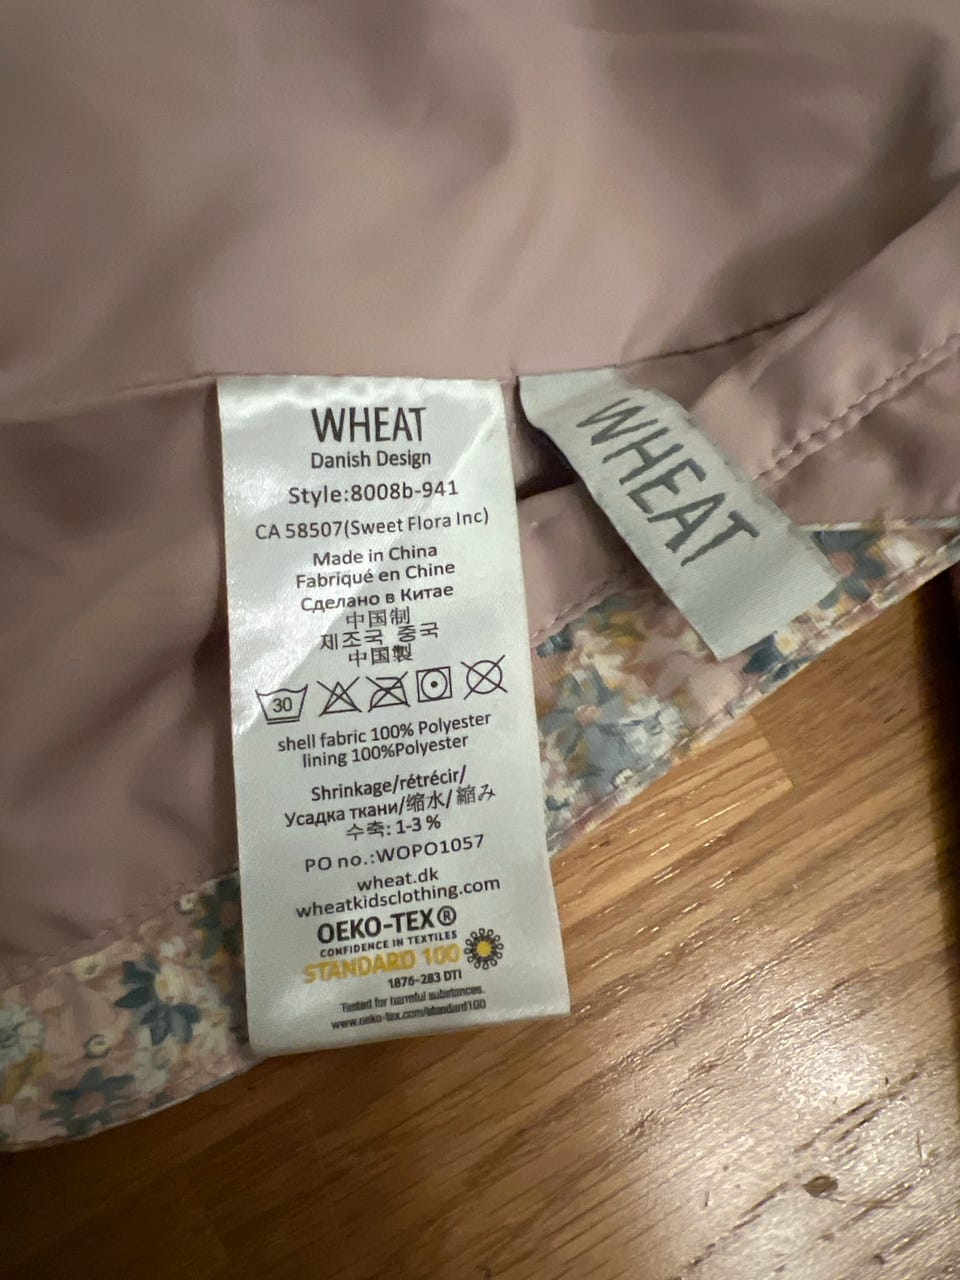 WHEAT
Danish Design
Style:8008b-941
CA 58507(Sweet Flora Inc)
Made in China
Fabriqué en Chine
Сделано в Китае
中国制
제조국 중국
中国製
30
shell fabric 100% Polyester
lining 100%Polyester
Shrinkage/rétrécir/
Усадка ткани/缩水/ 縮み
수축: 1-3 %
PO no.:WOPO1057
wheat.dk
wheatkidsclothing.com
OEKO-TEX®
CONFIDENCE IN TEXTILES
STANDARD 100
1876-283 DTI
Tested for harmful substances.
www.oeko-tex.com/standard100
WHEAT